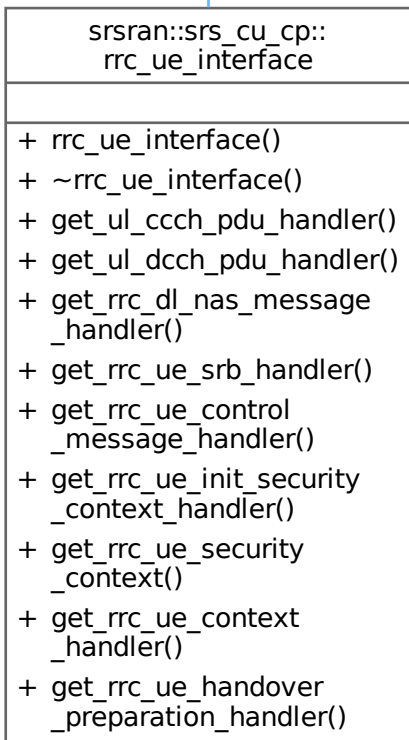 srsran::srs_cu_cp::
rrc_ue_interface
+ rrc_ue_interface()
+ ~rrc_ue_interface()
+ get_ul_ccch_pdu_handler()
+ get_ul_dcch_pdu_handler()
+ get_rrc_dl_nas_message
_handler()
+ get_rrc_ue_srb_handler()
+ get_rrc_ue_control
_message_handler()
+ get_rrc_ue_init_security
_context_handler()
+ get_rrc_ue_security
_context()
+ get_rrc_ue_context
_handler()
+ get_rrc_ue_handover
_preparation_handler()